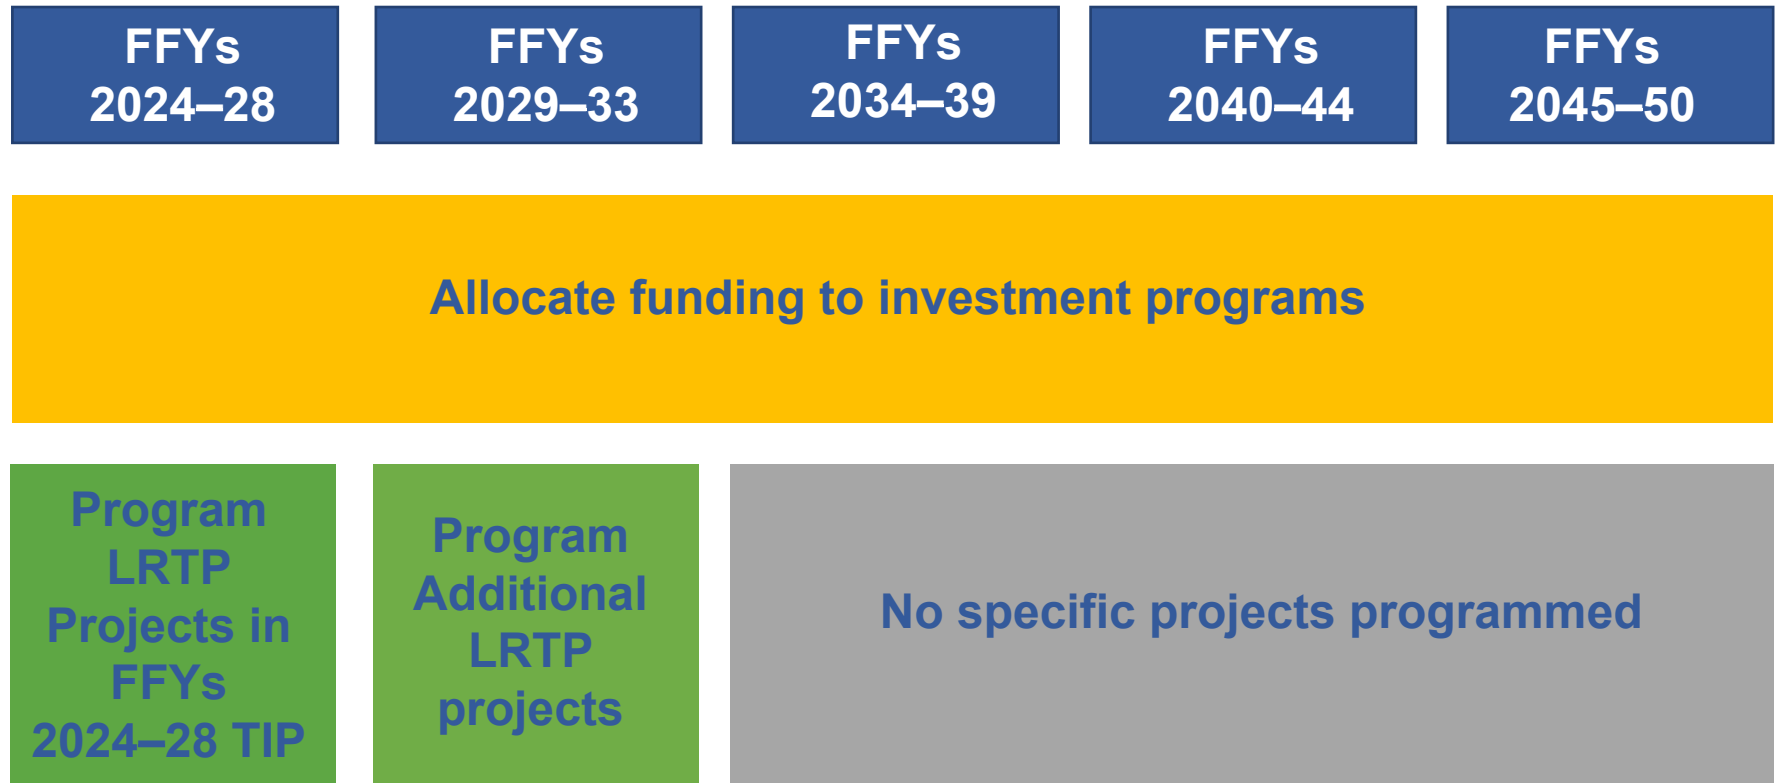 FFYs
2024–28
FFYs
2029–33
FFYs
2034–39
FFYs
2040–44
FFYs
2045–50
Allocate funding to investment programs
Program
LRTP
Projects in
FFYs
2024–28 TIP
Program
Additional
LRTP
projects
No specific projects programmed